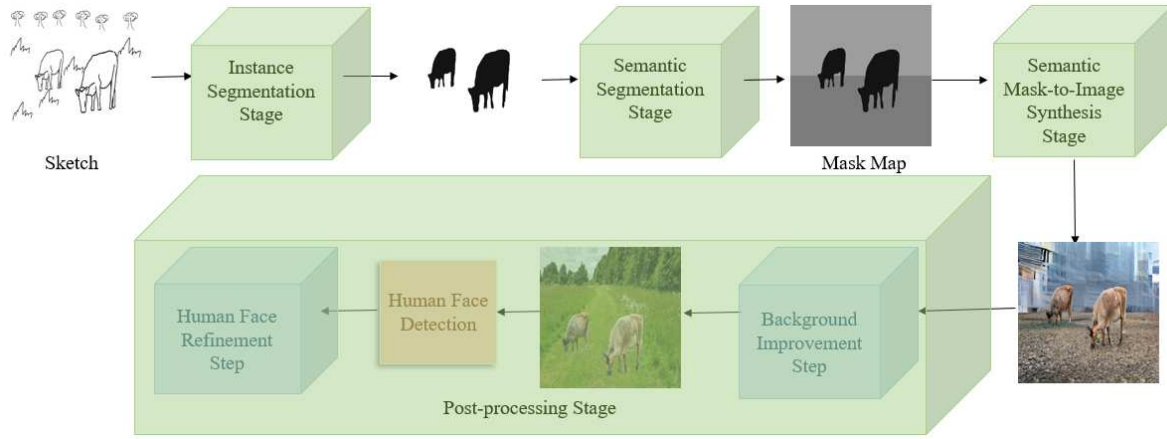 Instance
Segmentation
Stage
Semantic
Segmentation
Stage
Semantic
Mask-to-Image
Synthesis
Stage
Sketch
Mask Map
Human Face
Refinement
Step
Human Face
Detection
Background
Improvement
Step
Post-processing Stage